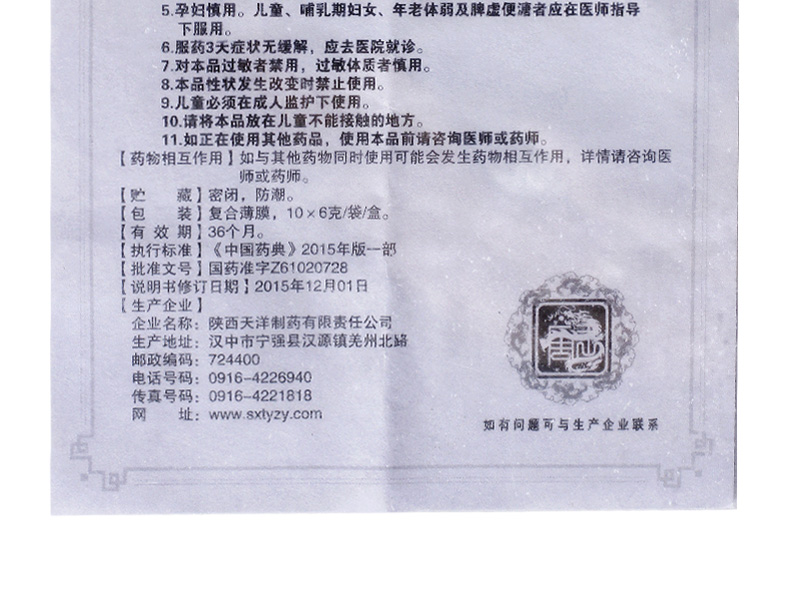 5.孕妇慎用。儿童、哺乳期妇女、年老体弱及脾虚便溏者应在医师指导
下服用。
6.服药3天症状无缓解，应去医院就诊。
7.对本品过敏者禁用，过敏体质者慎用。
8.本品性状发生改变时禁止使用。
9.儿童必须在成人监护下使用。
10.请将本品放在儿童不能接触的地方。
11.如正在使用其他药品，使用本品前请咨询医师或药师。
【药物相互作用】如与其他药物同时使用可能会发生药物相互作用，详情请咨询医
师或药师。
【贮　　藏】密闭，防潮。
【包　　装】复合薄膜，10×6克/袋/盒。
【有 效 期】36个月。
【执行标准】《中国药典》2015年版一部
【批准文号】国药准字Z61020728
【说明书修订日期】2015年12月01日
【生产企业】
企业名称：陕西天洋制药有限责任公司
生产地址：汉中市宁强县汉源镇羌州北路
邮政编码：724400
电话号码：0916-4226940
传真号码：0916-4221818
网　　址：www.sxtyzy.com
如有问题可与生产企业联系